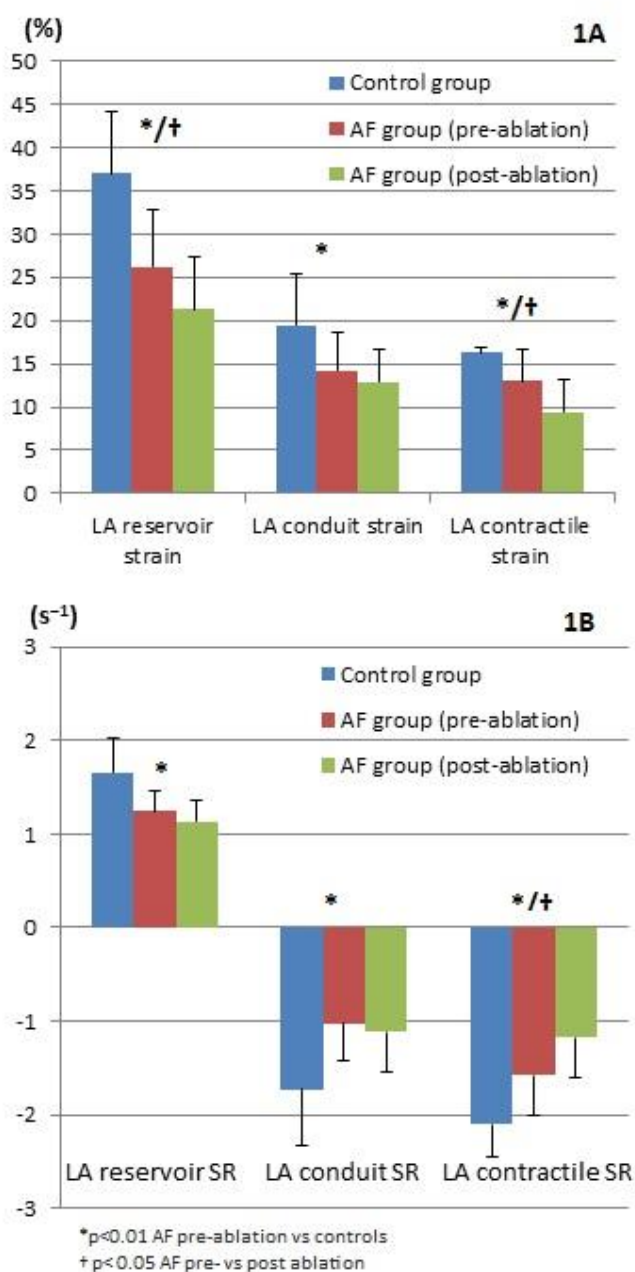 (%)
1A
50
45
40
35
30
25
20
15
10
5
0
Control group
AF group (pre-ablation)
AF group (post-ablation)
*/†
*
*/†
LA reservoir strain
LA conduit strain
LA contractile strain
(s⁻¹)
1B
3
2
1
0
-1
-2
-3
Control group
AF group (pre-ablation)
AF group (post-ablation)
*
*
*/†
LA reservoir SR
LA conduit SR
LA contractile SR
*p<0.01 AF pre-ablation vs controls
† p< 0.05 AF pre- vs post ablation